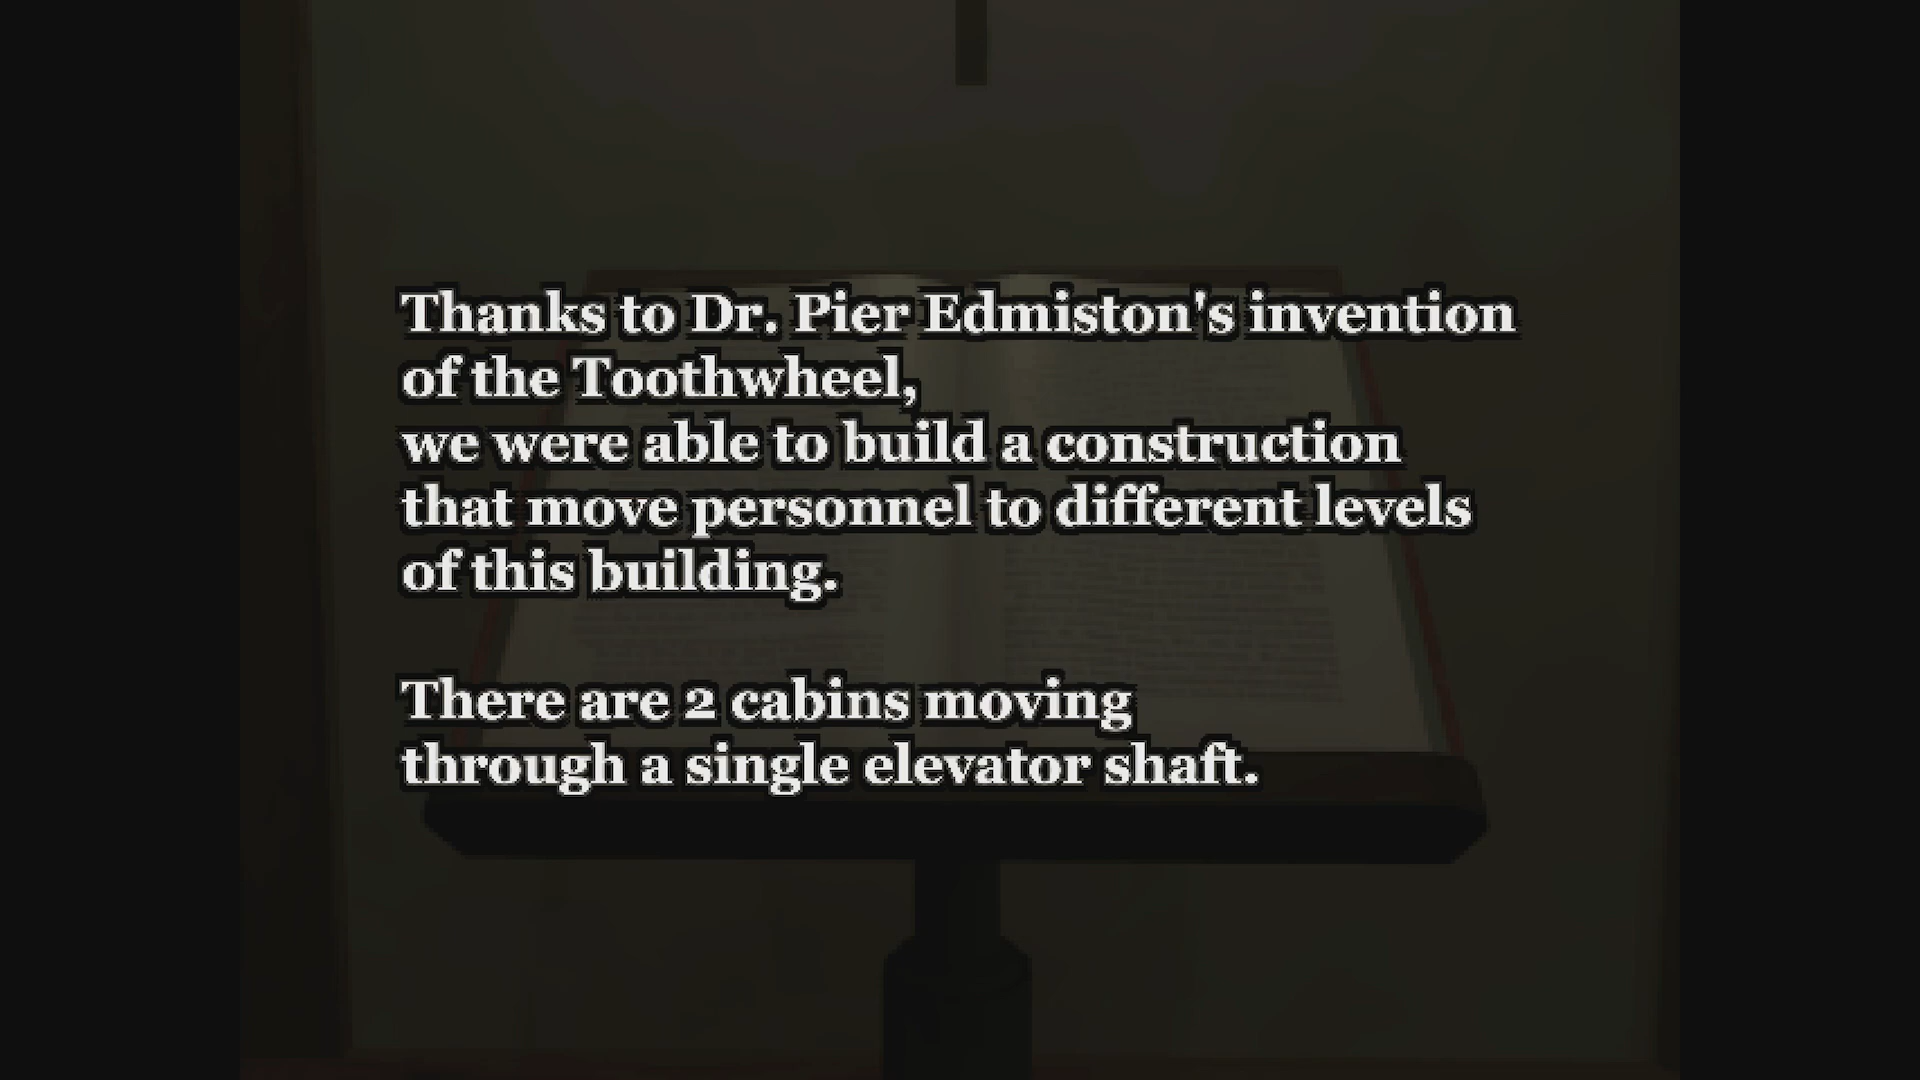 Thanks to Dr. Pier Edmiston's invention
of the Toothwheel,
we were able to build a construction
that move personnel to different levels
of this building.
There are 2 cabins moving
through a single elevator shaft.